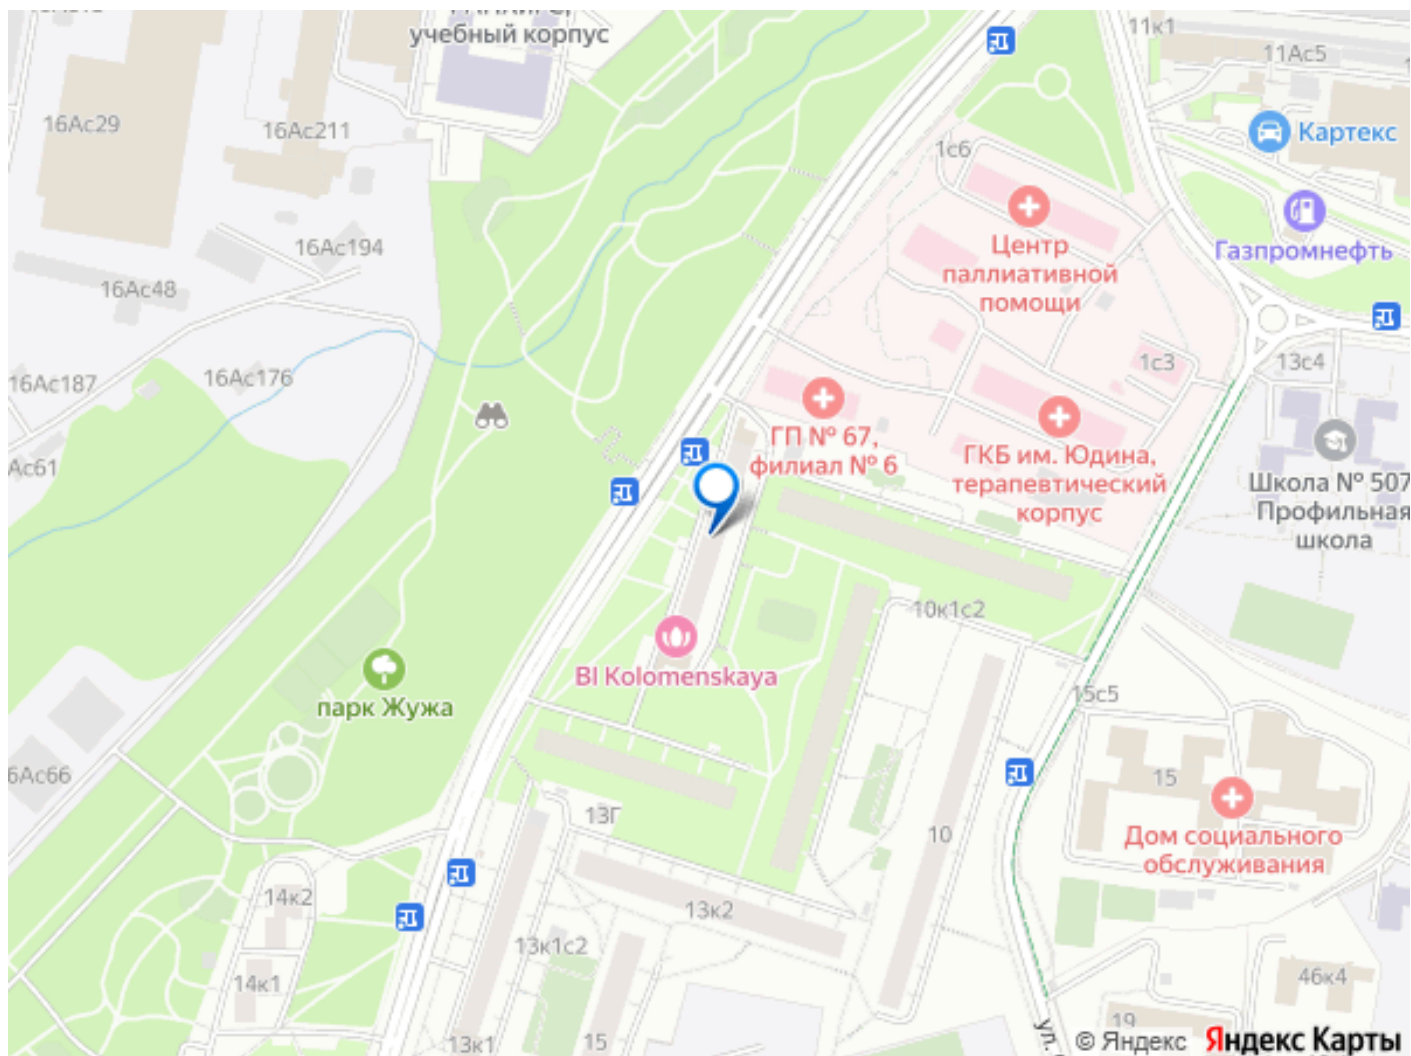 учебный корпус
11к1
11Ас5
16Ас29
16Ас211
Картекс
1с6
16Ас194
Центр
паллиативной
помощи
Газпромнефть
16Ас48
1с3
13с4
16Ас187
16Ас176
ГП № 67,
филиал № 6
ГКБ им. Юдина,
терапевтический
корпус
Школа № 507
Профильная
школа
10к1с2
BI Kolomenskaya
15с5
парк Жужа
15
13Г
10
Дом социального
обслуживания
14к2
13к2
13к1с2
14к1
46к4
19
13к1
15
ул.
© Яндекс
Яндекс Карты